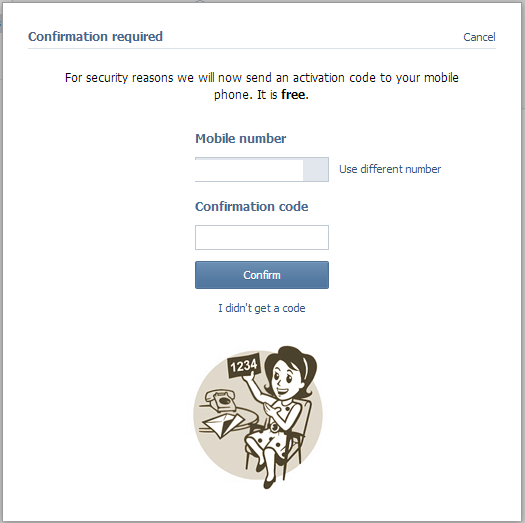 Confirmation required
Cancel
For security reasons we will now send an activation code to your mobile
phone. It is free.
Mobile number
Use different number
Confirmation code
Confirm
I didn't get a code
1234